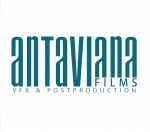 ANTAVIANA
FILMS
VFX & POSTPRODUCTION